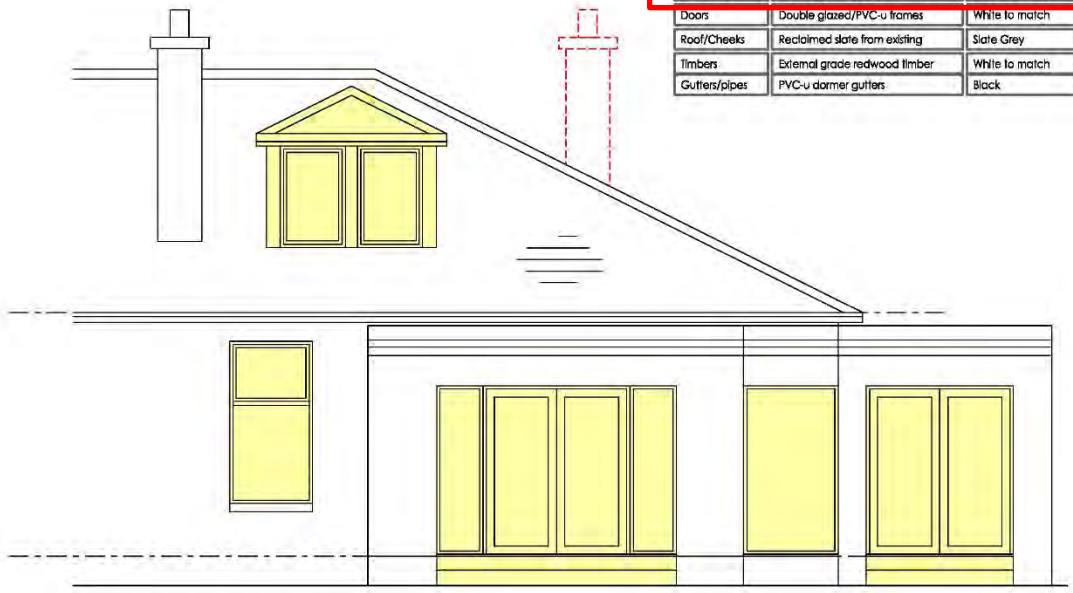 Doors Double glazed/PVC-u frames White to match
Roof/Cheeks Reclaimed slate from existing Slate Grey
Timbers External grade redwood timber White to match
Gutters/pipes PVC-u dormer gutters Black